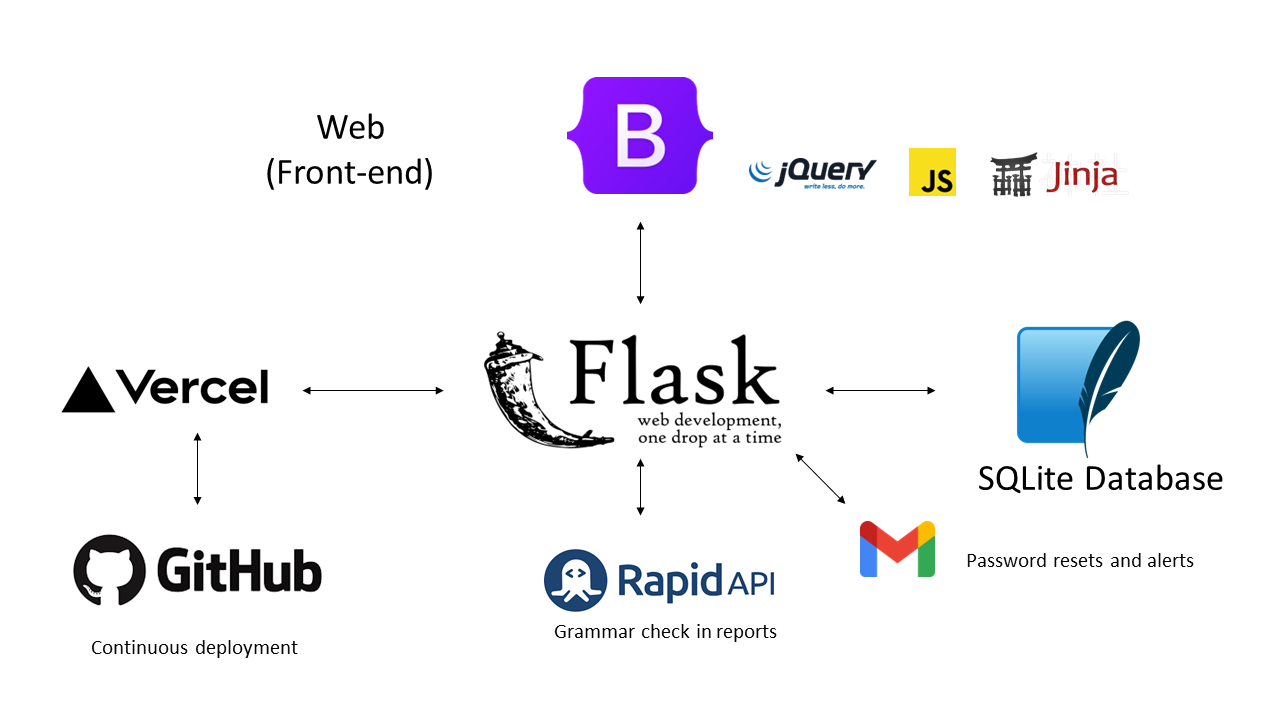 Web
(Front-end)
B
jQuery
write less, do more.
JS
Jinja
Vercel
Flask
web development,
one drop at a time
SQLite Database
GitHub
Continuous deployment
Rapid API
Grammar check in reports
Password resets and alerts